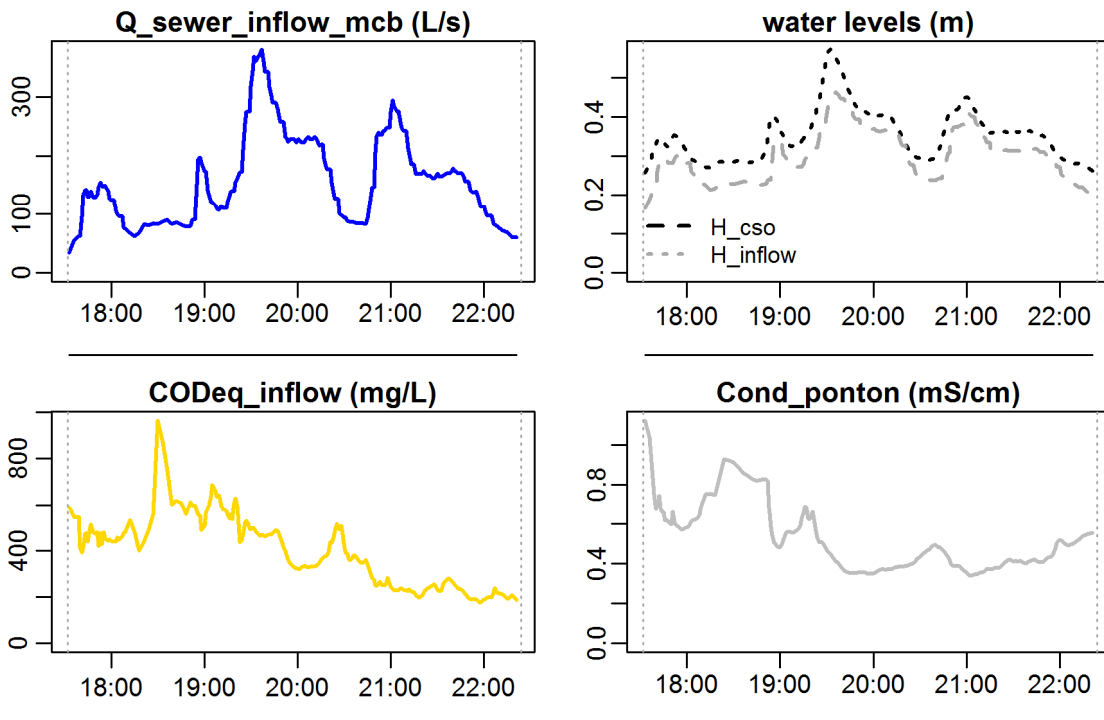 Q_sewer_inflow_mcb (L/s)
300
100
0
18:00 19:00 20:00 21:00 22:00
water levels (m)
0.4
0.2
0.0
H_cso
H_inflow
18:00 19:00 20:00 21:00 22:00
CODeq_inflow (mg/L)
800
400
0
18:00 19:00 20:00 21:00 22:00
Cond_ponton (mS/cm)
0.8
0.4
0.0
18:00 19:00 20:00 21:00 22:00